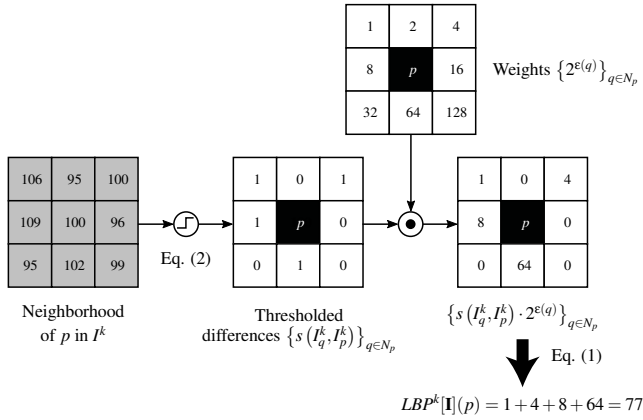 1 2 4
8 p 16
32 64 128
Weights {2^ε(q)}_q∈N_p
106 95 100
109 100 96
95 102 99
Eq. (2)
1 0 1
1 p 0
0 1 0
1 0 4
8 p 0
0 64 0
Neighborhood
of p in I^k
Thresholded
differences {s(I_q^k, I_p^k)}_q∈N_p
{s(I_q^k, I_p^k) · 2^ε(q)}_q∈N_p
Eq. (1)
LBP^k[I](p) = 1+4+8+64 = 77